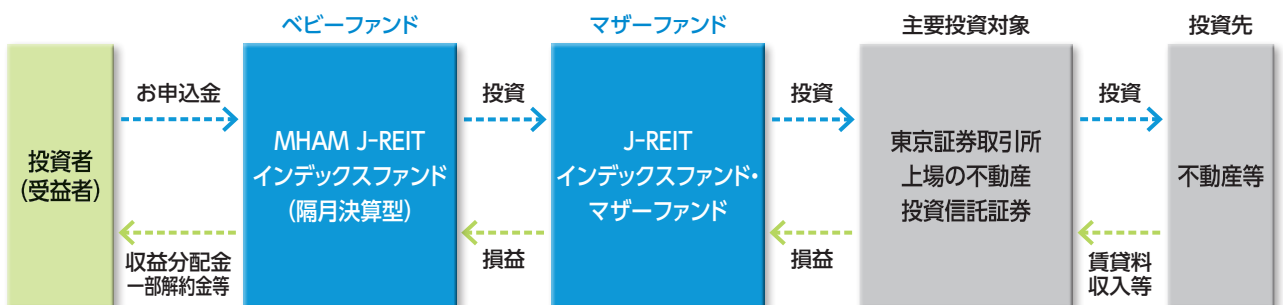 ベビーファンド
マザーファンド
主要投資対象
投資先
投資者
(受益者)
お申込金
収益分配金
一部解約金等
MHAM J-REIT
インデックスファンド
(隔月決算型)
投資
損益
J-REIT
インデックスファンド・
マザーファンド
投資
損益
東京証券取引所
上場の不動産
投資信託証券
投資
賃貸料
収入等
不動産等